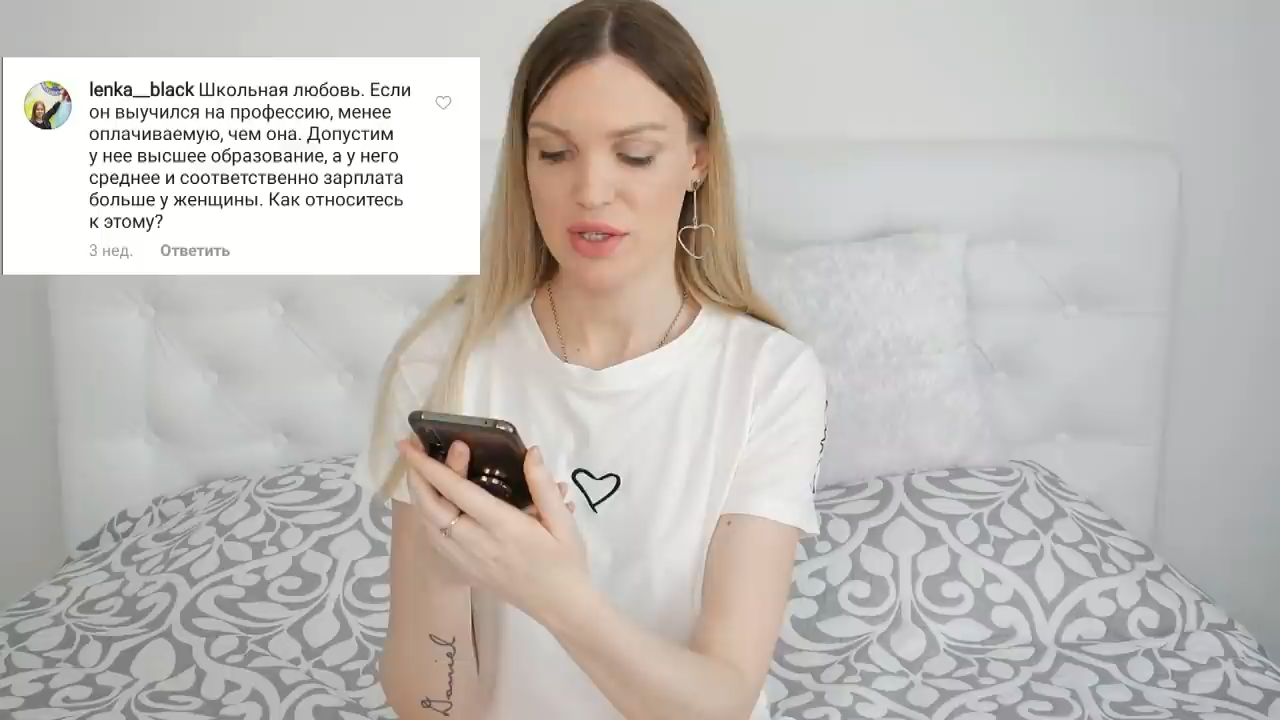 lenka__black Школьная любовь. Если
он выучился на профессию, менее
оплачиваемую, чем она. Допустим
у нее высшее образование, а у него
среднее и соответственно зарплата
больше у женщины. Как относитесь
к этому?
3 нед. Ответить
Daniel